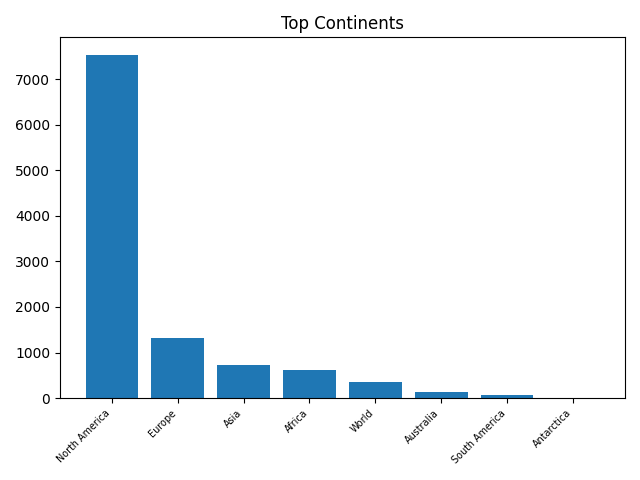 Top Continents
7000
6000
5000
4000
3000
2000
1000
0
North America
Europe
Asia
Africa
World
Australia
South America
Antarctica